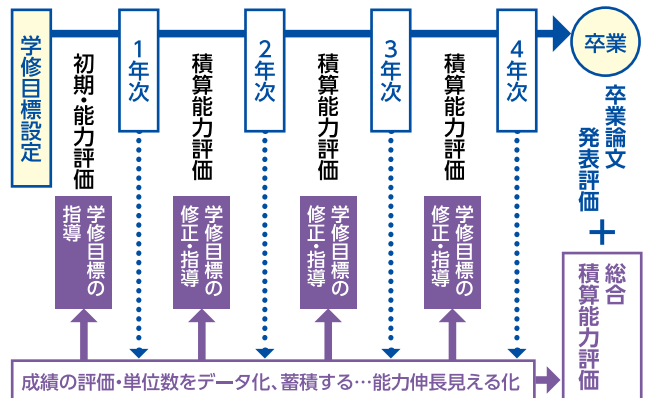 学修目標設定
初期・能力評価
1年次
積算能力評価
2年次
積算能力評価
3年次
積算能力評価
4年次
卒業
卒業論文
発表評価
+
学修目標の
指導
学修目標の
修正・指導
学修目標の
修正・指導
学修目標の
修正・指導
総合
積算能力評価
成績の評価・単位数をデータ化、蓄積する…能力伸長見える化